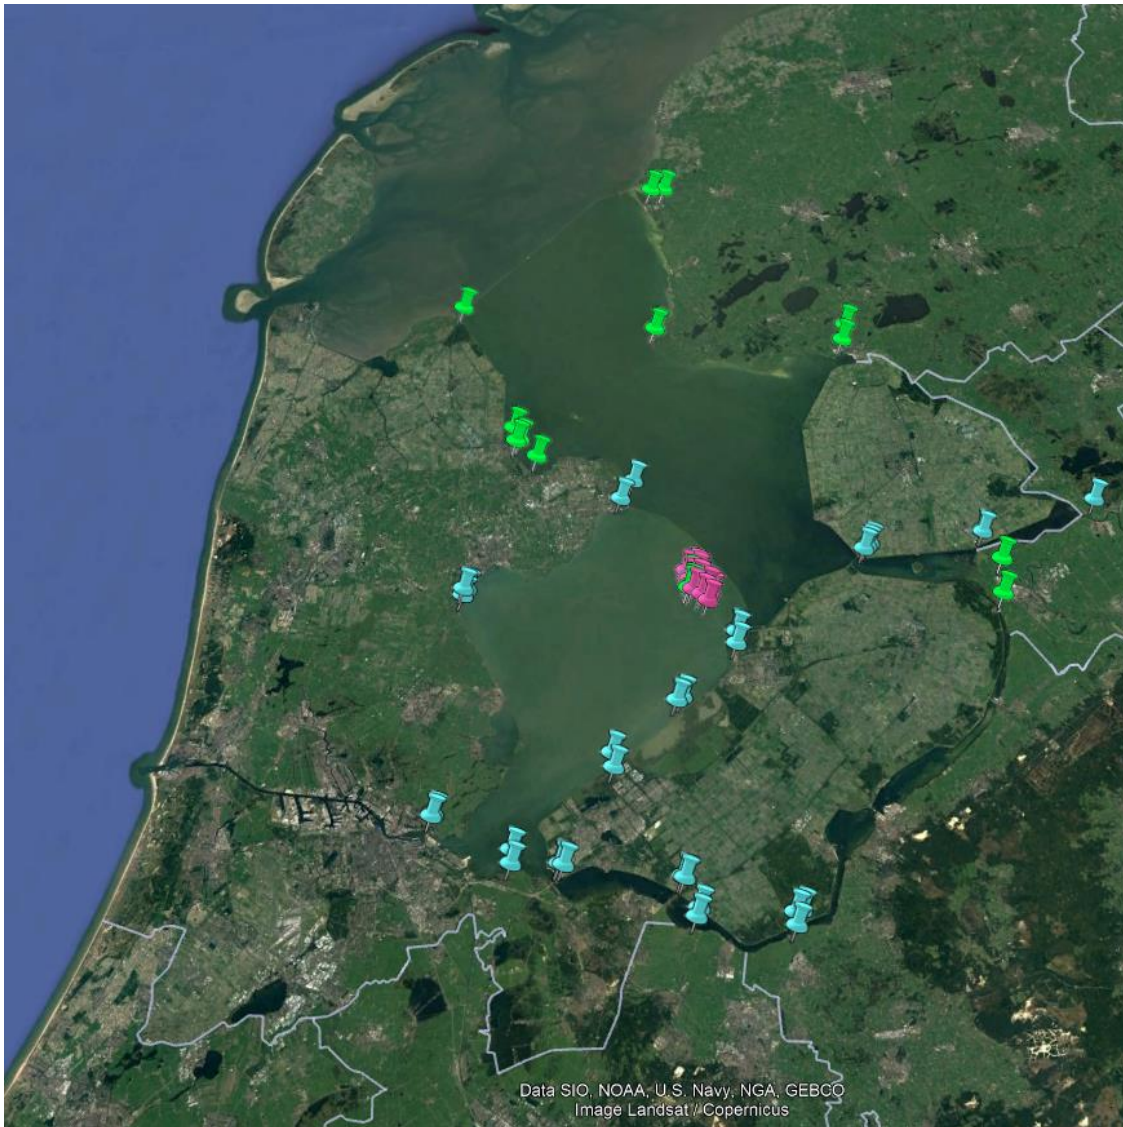 Data SIO, NOAA, U.S. Navy, NGA, GEBCO
Image Landsat / Copernicus